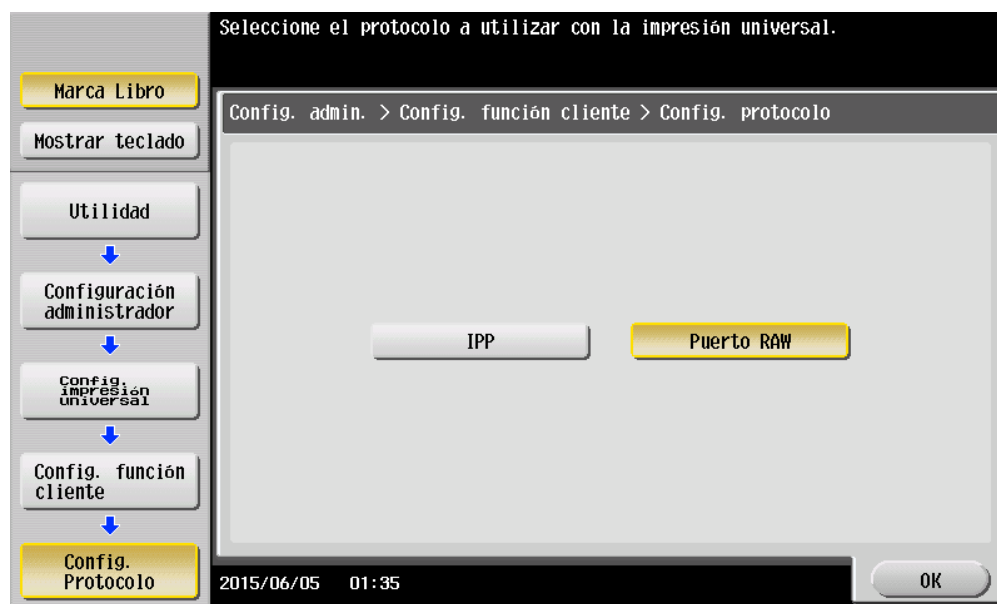 Seleccione el protocolo a utilizar con la impresión universal.
Marca Libro
Mostrar teclado
Config. admin. > Config. función cliente > Config. protocolo
Utilidad
Configuración
administrador
Config.
impresión
universal
Config. función
cliente
Config.
Protocolo
IPP
Puerto RAW
2015/06/05 01:35
OK